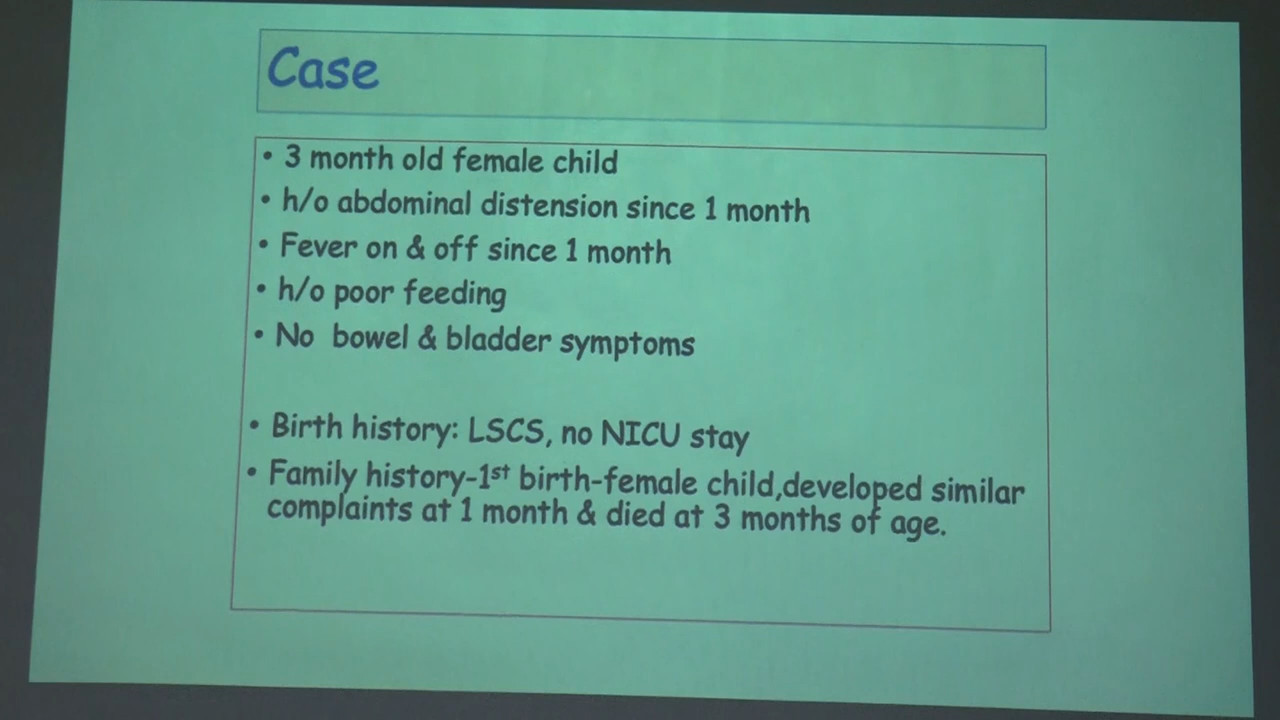 Case
• 3 month old female child
• h/o abdominal distension since 1 month
• Fever on & off since 1 month
• h/o poor feeding
• No bowel & bladder symptoms
• Birth history: LSCS, no NICU stay
• Family history-1st birth-female child,developed similar
complaints at 1 month & died at 3 months of age.